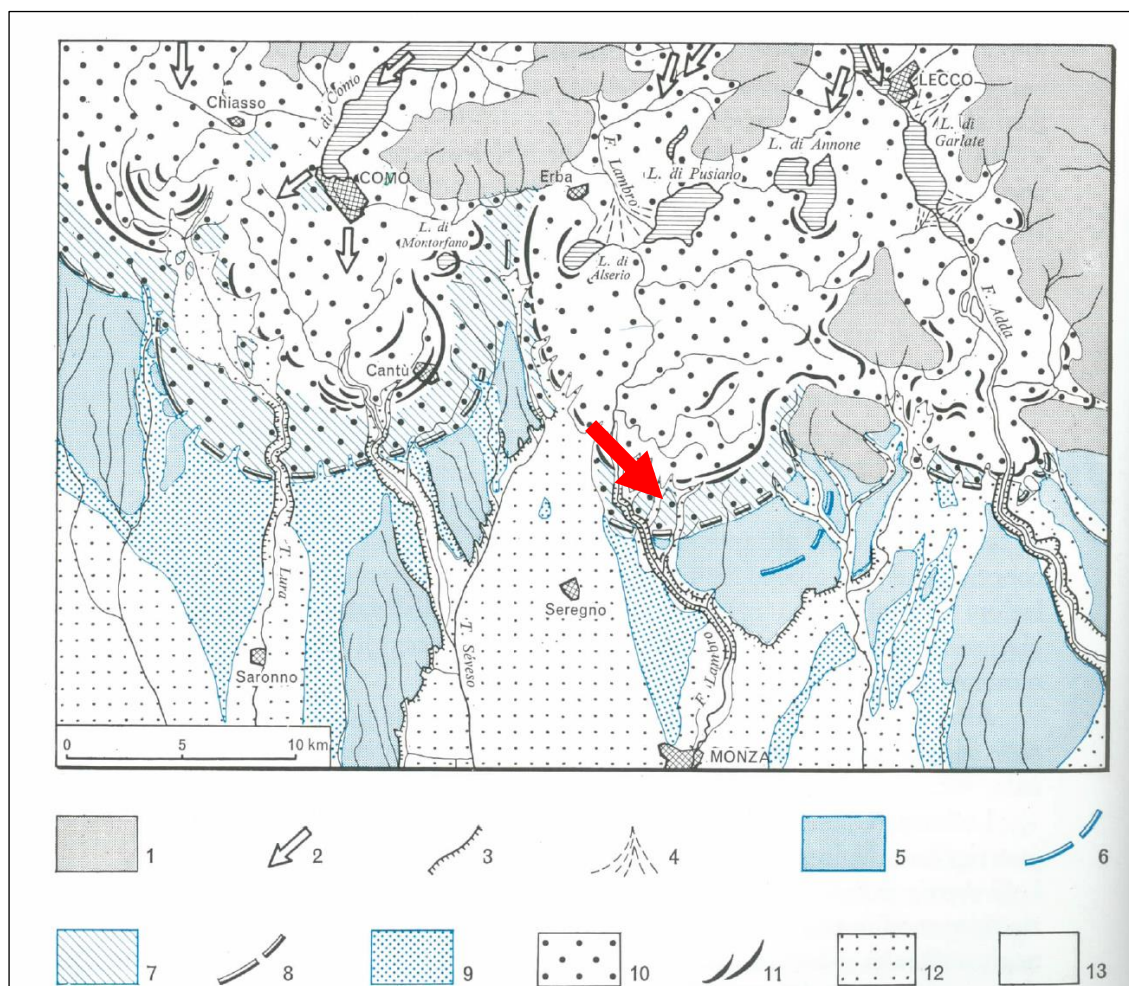 Chiasso
L. di Como
COMO
Erba
F. Lambro
L. di Pusiano
L. di Annone
LECCO
L. di
Garlate
L. di
Montorfano
L. di
Alserio
F. Adda
Cantù
T. Lura
T. Sèveso
Seregno
Saronno
F. Lambro
MONZA
0 5 10 km
1 2 3 4 5 6
7 8 9 10 11 12 13